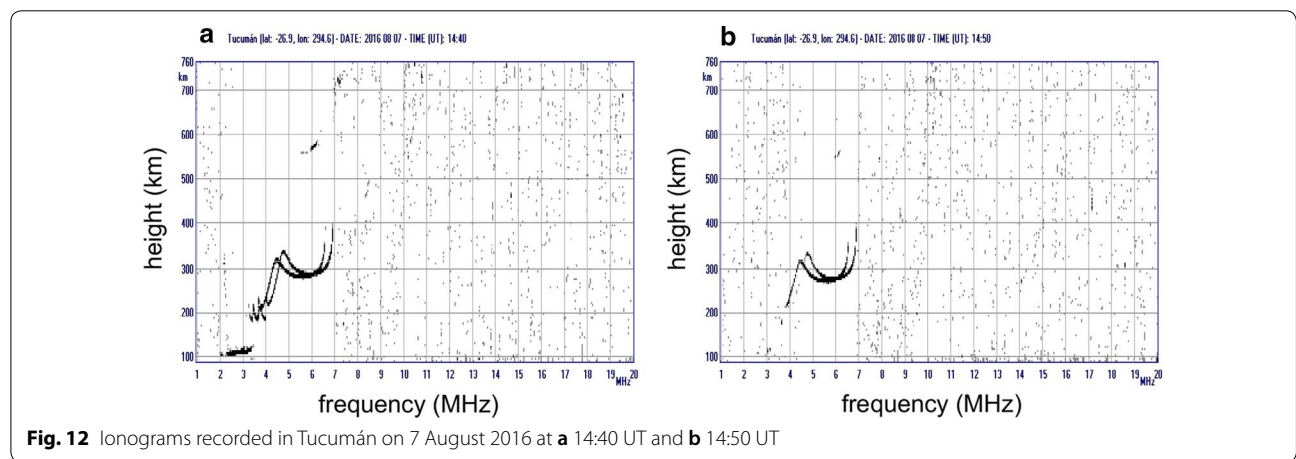 a Tucumán (lat: -26.9, lon: 294.6) - DATE: 2016 08 07 - TIME (UT): 14:40
760
km
700
600
500
400
300
200
100
height (km)
1 2 3 4 5 6 7 8 9 10 11 12 13 14 15 16 17 18 19 MHz 20
frequency (MHz)
b Tucumán (lat: -26.9, lon: 294.6) - DATE: 2016 08 07 - TIME (UT): 14:50
760
km
700
600
500
400
300
200
100
height (km)
1 2 3 4 5 6 7 8 9 10 11 12 13 14 15 16 17 18 19 MHz 20
frequency (MHz)
Fig. 12 Ionograms recorded in Tucumán on 7 August 2016 at a 14:40 UT and b 14:50 UT